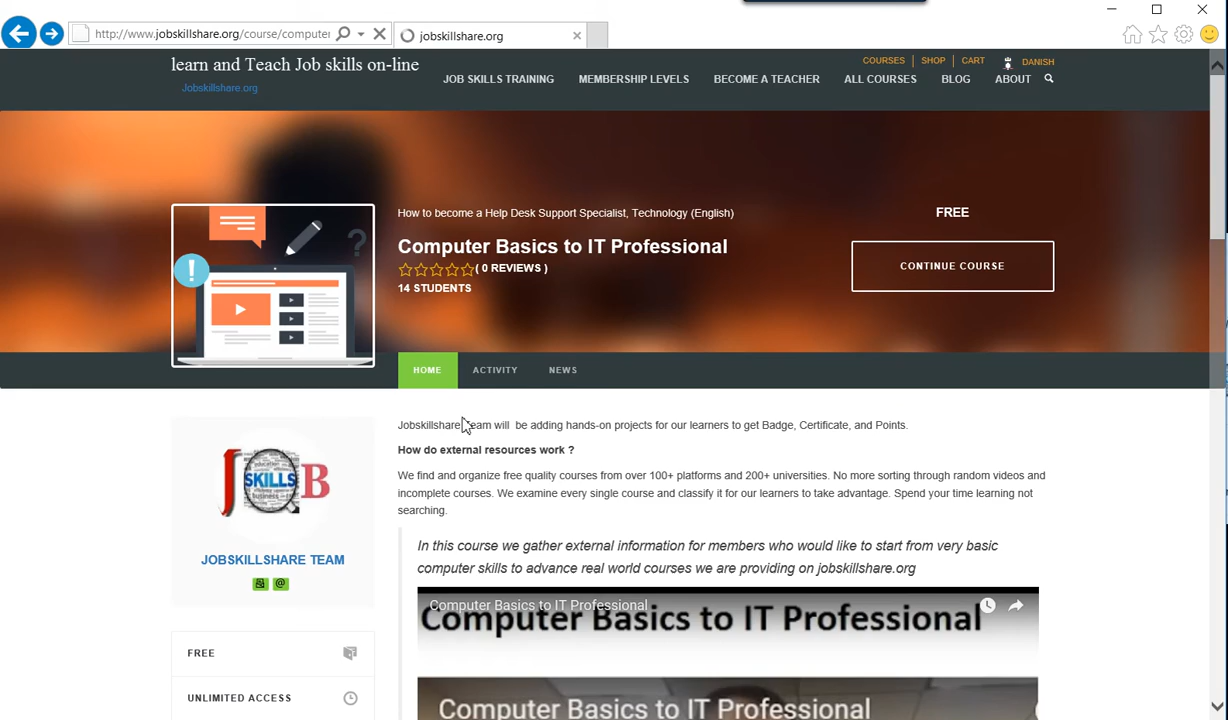 http://www.jobskillshare.org/course/computer
jobskillshare.org
learn and Teach Job skills on-line
Jobskillshare.org
COURSES | SHOP | CART DANISH
JOB SKILLS TRAINING MEMBERSHIP LEVELS BECOME A TEACHER ALL COURSES BLOG ABOUT
How to become a Help Desk Support Specialist, Technology (English)
FREE
Computer Basics to IT Professional
( 0 REVIEWS )
14 STUDENTS
CONTINUE COURSE
HOME ACTIVITY NEWS
Jobskillshare Team will be adding hands-on projects for our learners to get Badge, Certificate, and Points.
How do external resources work ?
We find and organize free quality courses from over 100+ platforms and 200+ universities. No more sorting through random videos and
incomplete courses. We examine every single course and classify it for our learners to take advantage. Spend your time learning not
searching.
JOB
SKILLS
JOBSKILLSHARE TEAM
In this course we gather external information for members who would like to start from very basic
computer skills to advance real world courses we are providing on jobskillshare.org
Computer Basics to IT Professional
Computer Basics to IT Professional
Computer Basics to IT Professional
FREE
UNLIMITED ACCESS